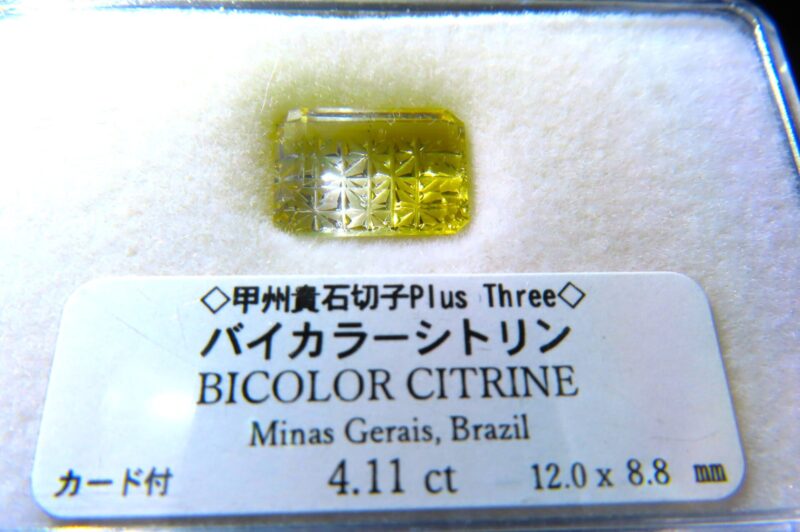 ◇甲州貴石切子Plus Three◇
バイカラーシトリン
BICOLOR CITRINE
Minas Gerais, Brazil
カード付 4.11 ct 12.0 x 8.8 ㎜